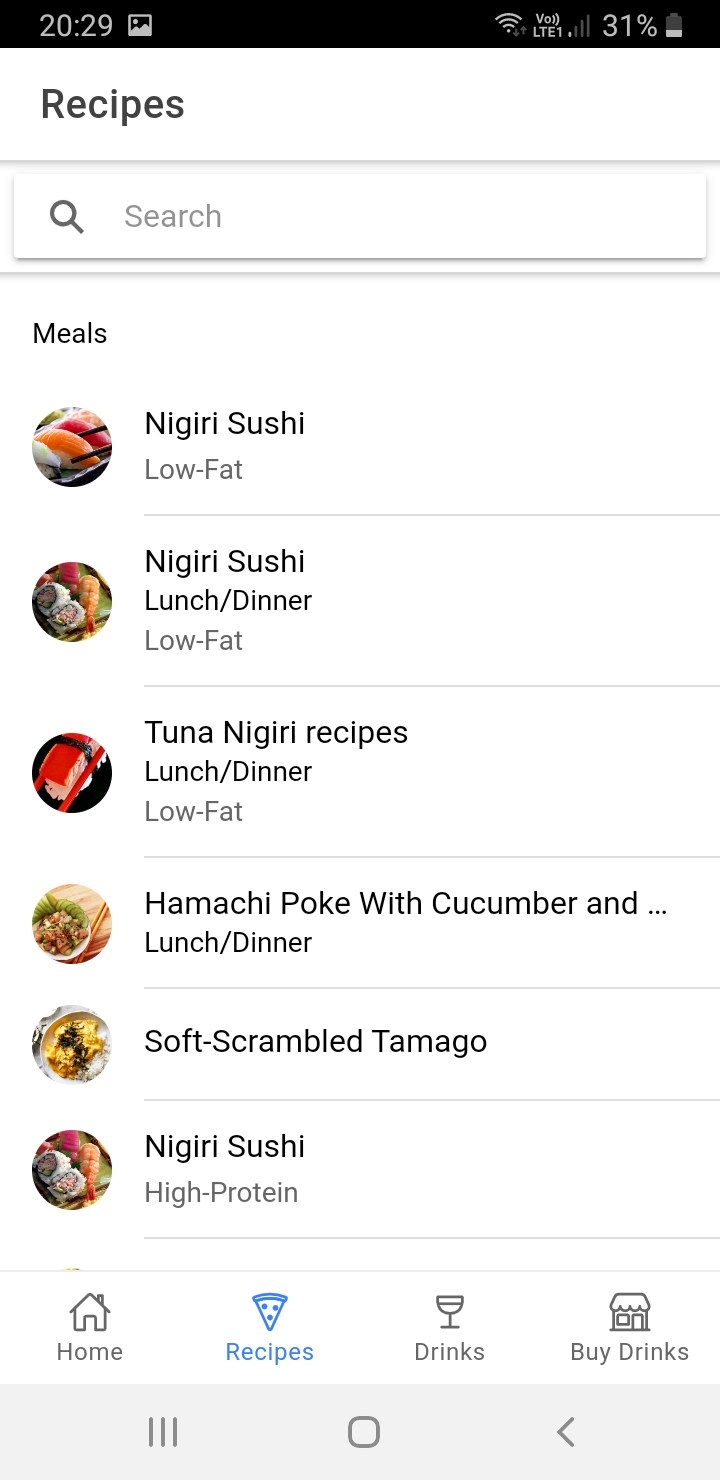 20:29 Vo) LTE1 31%
Recipes
Search
Meals
Nigiri Sushi
Low-Fat
Nigiri Sushi
Lunch/Dinner
Low-Fat
Tuna Nigiri recipes
Lunch/Dinner
Low-Fat
Hamachi Poke With Cucumber and ...
Lunch/Dinner
Soft-Scrambled Tamago
Nigiri Sushi
High-Protein
Home Recipes Drinks Buy Drinks